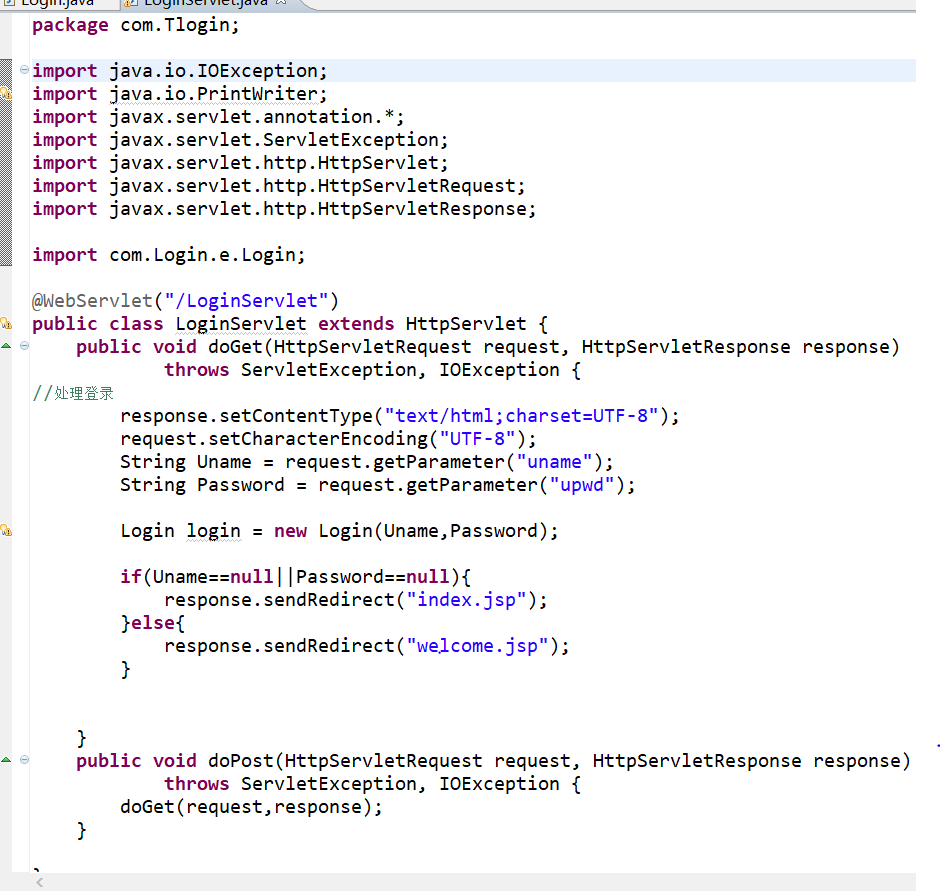 Login.java LoginServlet.java
package com.Tlogin;
import java.io.IOException;
import java.io.PrintWriter;
import javax.servlet.annotation.*;
import javax.servlet.ServletException;
import javax.servlet.http.HttpServlet;
import javax.servlet.http.HttpServletRequest;
import javax.servlet.http.HttpServletResponse;
import com.Login.e.Login;
@WebServlet("/LoginServlet")
public class LoginServlet extends HttpServlet {
public void doGet(HttpServletRequest request, HttpServletResponse response)
throws ServletException, IOException {
//处理登录
response.setContentType("text/html;charset=UTF-8");
request.setCharacterEncoding("UTF-8");
String Uname = request.getParameter("uname");
String Password = request.getParameter("upwd");
Login login = new Login(Uname,Password);
if(Uname==null||Password==null){
response.sendRedirect("index.jsp");
}else{
response.sendRedirect("welcome.jsp");
}
}
public void doPost(HttpServletRequest request, HttpServletResponse response)
throws ServletException, IOException {
doGet(request,response);
}